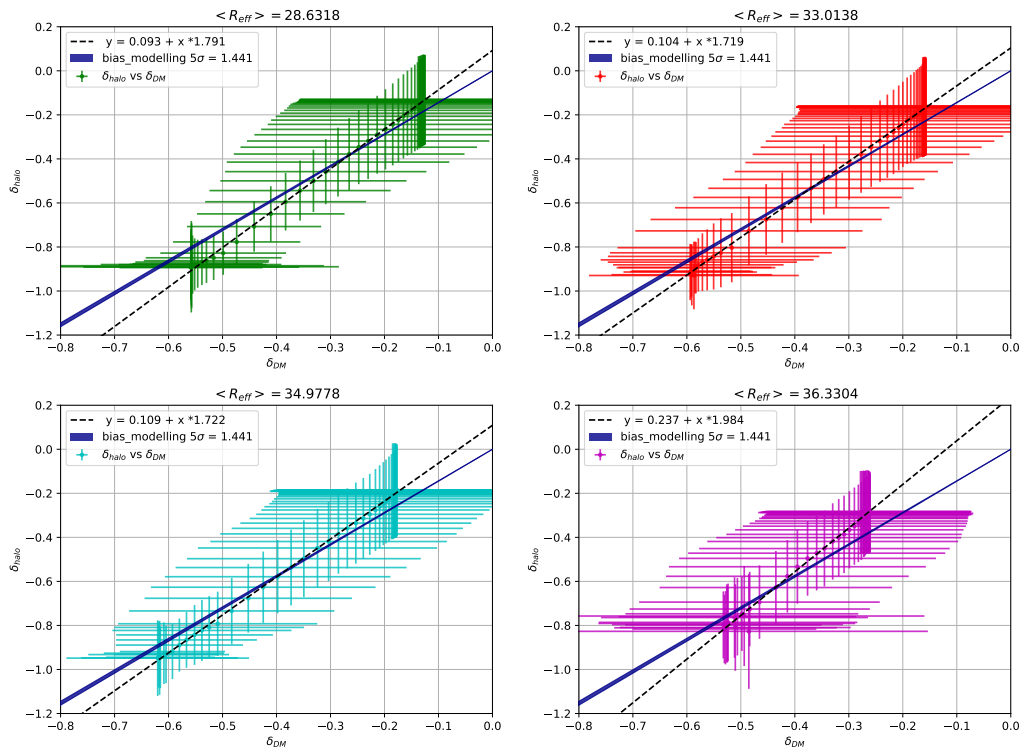 < R_eff > = 28.6318
y = 0.093 + x *1.791
bias_modelling 5σ = 1.441
δ_halo vs δ_DM
0.2
0.0
−0.2
−0.4
−0.6
−0.8
−1.0
−1.2
δ_halo
−0.8 −0.7 −0.6 −0.5 −0.4 −0.3 −0.2 −0.1 0.0
δ_DM
< R_eff > = 33.0138
y = 0.104 + x *1.719
bias_modelling 5σ = 1.441
δ_halo vs δ_DM
0.2
0.0
−0.2
−0.4
−0.6
−0.8
−1.0
−1.2
δ_halo
−0.8 −0.7 −0.6 −0.5 −0.4 −0.3 −0.2 −0.1 0.0
δ_DM
< R_eff > = 34.9778
y = 0.109 + x *1.722
bias_modelling 5σ = 1.441
δ_halo vs δ_DM
0.2
0.0
−0.2
−0.4
−0.6
−0.8
−1.0
−1.2
δ_halo
−0.8 −0.7 −0.6 −0.5 −0.4 −0.3 −0.2 −0.1 0.0
δ_DM
< R_eff > = 36.3304
y = 0.237 + x *1.984
bias_modelling 5σ = 1.441
δ_halo vs δ_DM
0.2
0.0
−0.2
−0.4
−0.6
−0.8
−1.0
−1.2
δ_halo
−0.8 −0.7 −0.6 −0.5 −0.4 −0.3 −0.2 −0.1 0.0
δ_DM